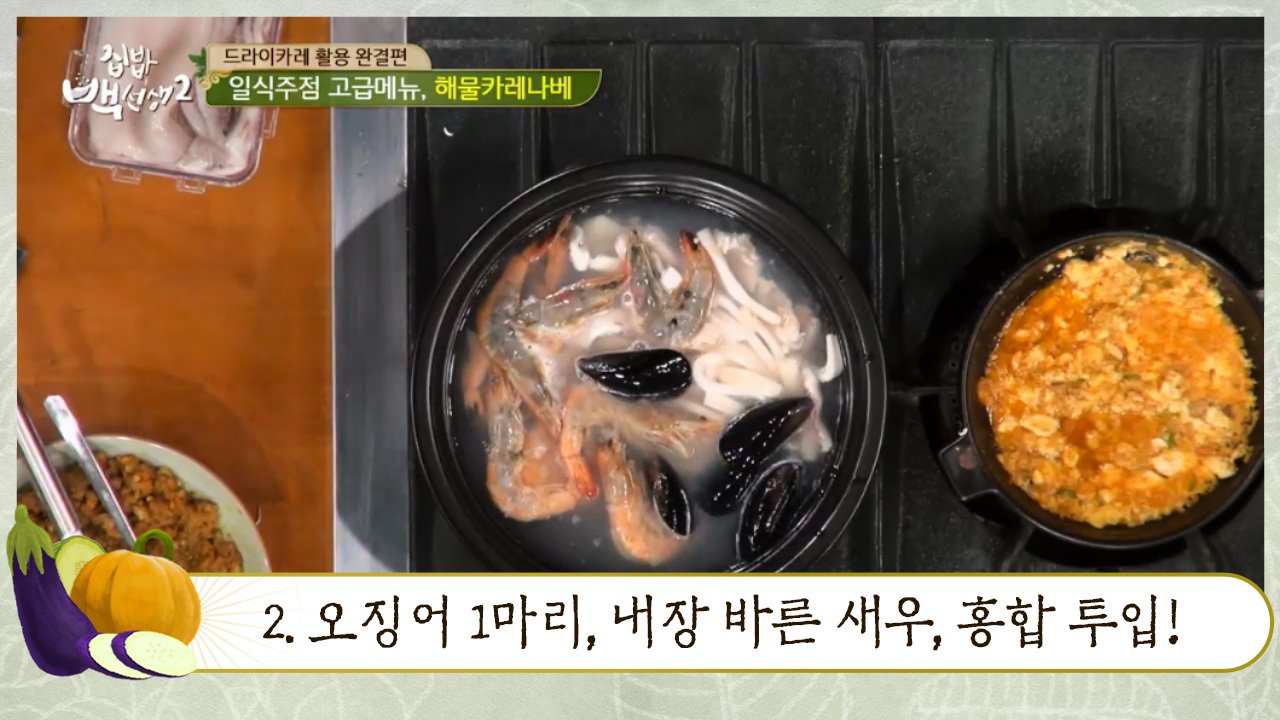 집밥
백선생2
드라이카레 활용 완결편
일식주점 고급메뉴, 해물카레나베
2. 오징어 1마리, 내장 바른 새우, 홍합 투입!